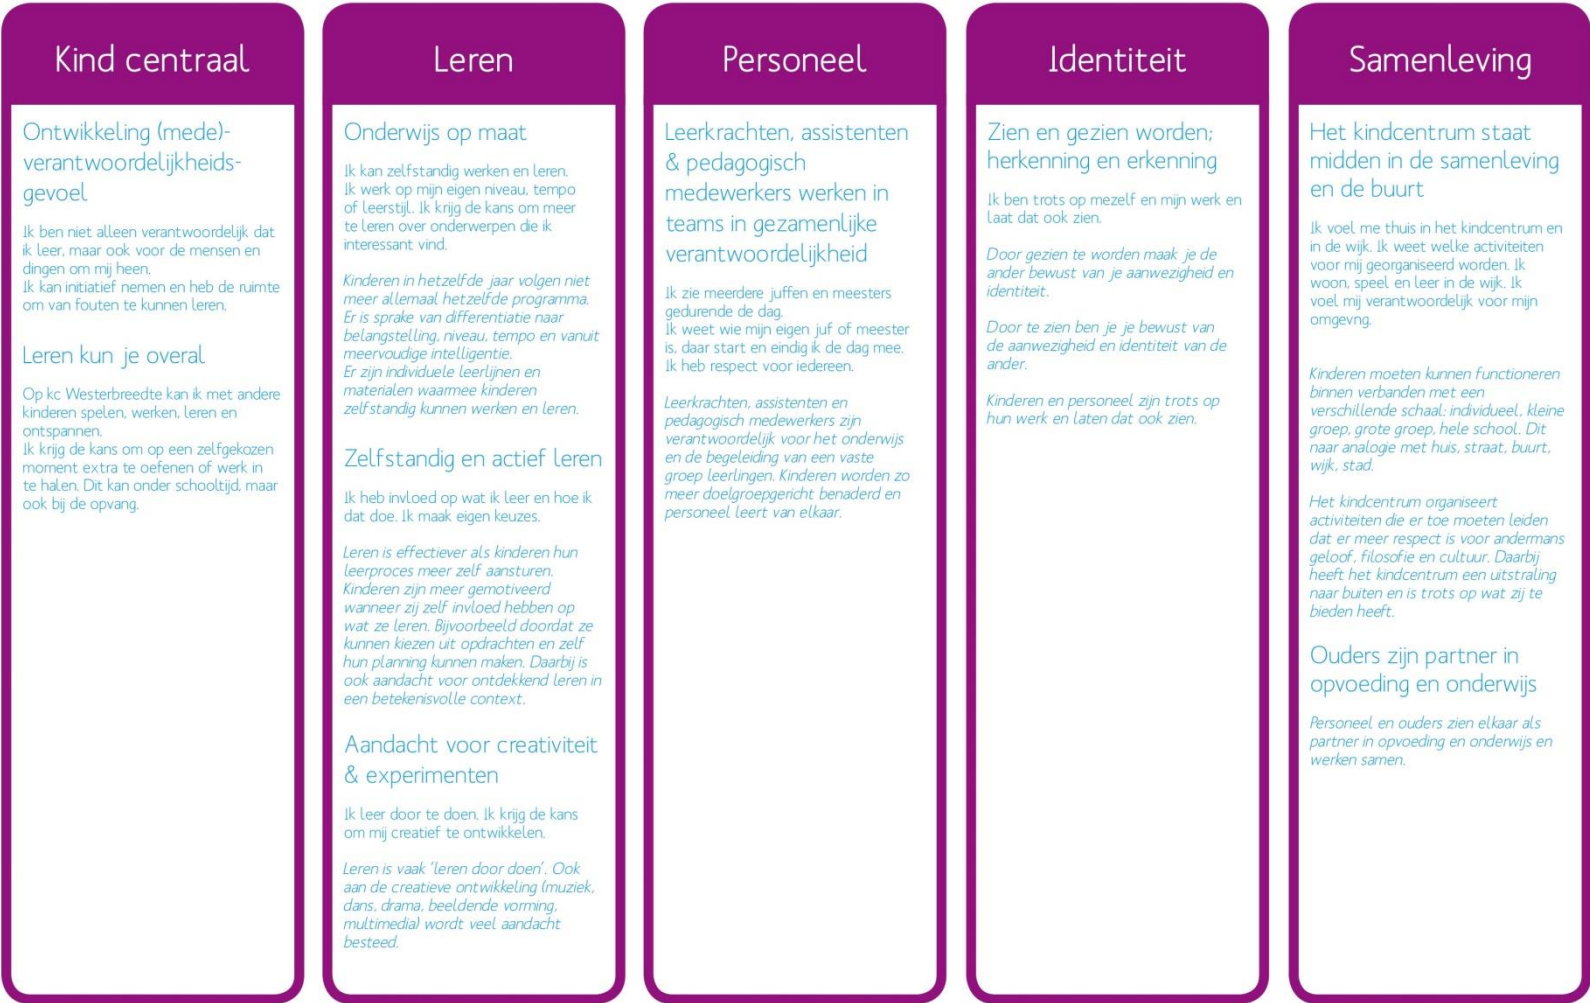 Kind centraal
Ontwikkeling (mede)-
verantwoordelijkheids-
gevoel
Ik ben niet alleen verantwoordelijk dat
ik leer, maar ook voor de mensen en
dingen om mij heen.
Ik kan initiatief nemen en heb de ruimte
om van fouten te kunnen leren.
Leren kun je overal
Op kc Westerbreedte kan ik met andere
kinderen spelen, werken, leren en
ontspannen.
Ik krijg de kans om op een zelfgekozen
moment extra te oefenen of werk in
te halen. Dit kan onder schooltijd, maar
ook bij de opvang.
Leren
Onderwijs op maat
Ik kan zelfstandig werken en leren.
Ik werk op mijn eigen niveau, tempo
of leerstijl. Ik krijg de kans om meer
te leren over onderwerpen die ik
interessant vind.
Kinderen in hetzelfde jaar volgen niet
meer allemaal hetzelfde programma.
Er is sprake van differentiatie naar
belangstelling, niveau, tempo en vanuit
meervoudige intelligentie.
Er zijn individuele leerlijnen en
materialen waarmee kinderen
zelfstandig kunnen werken en leren.
Zelfstandig en actief leren
Ik heb invloed op wat ik leer en hoe ik
dat doe. Ik maak eigen keuzes.
Leren is effectiever als kinderen hun
leerproces meer zelf aansturen.
Kinderen zijn meer gemotiveerd
wanneer zij zelf invloed hebben op
wat ze leren. Bijvoorbeeld doordat ze
kunnen kiezen uit opdrachten en zelf
hun planning kunnen maken. Daarbij is
ook aandacht voor ontdekkend leren in
een betekenisvolle context.
Aandacht voor creativiteit
& experimenten
Ik leer door te doen. Ik krijg de kans
om mij creatief te ontwikkelen.
Leren is vaak 'leren door doen'. Ook
aan de creatieve ontwikkeling (muziek,
dans, drama, beeldende vorming,
multimedia) wordt veel aandacht
besteed.
Personeel
Leerkrachten, assistenten
& pedagogisch
medewerkers werken in
teams in gezamenlijke
verantwoordelijkheid
Ik zie meerdere juffen en meesters
gedurende de dag.
Ik weet wie mijn eigen juf of meester
is, daar start en eindig ik de dag mee.
Ik heb respect voor iedereen.
Leerkrachten, assistenten en
pedagogisch medewerkers zijn
verantwoordelijk voor het onderwijs
en de begeleiding van een vaste
groep leerlingen. Kinderen worden zo
meer doelgroepgericht benaderd en
personeel leert van elkaar.
Identiteit
Zien en gezien worden;
herkenning en erkenning
Ik ben trots op mezelf en mijn werk en
laat dat ook zien.
Door gezien te worden maak je de
ander bewust van je aanwezigheid en
identiteit.
Door te zien ben je je bewust van
de aanwezigheid en identiteit van de
ander.
Kinderen en personeel zijn trots op
hun werk en laten dat ook zien.
Samenleving
Het kindcentrum staat
midden in de samenleving
en de buurt
Ik voel me thuis in het kindcentrum en
in de wijk. Ik weet welke activiteiten
voor mij georganiseerd worden. Ik
woon, speel en leer in de wijk. Ik
voel mij verantwoordelijk voor mijn
omgevng.
Kinderen moeten kunnen functioneren
binnen verbanden met een
verschillende schaal: individueel, kleine
groep, grote groep, hele school. Dit
naar analogie met huis, straat, buurt,
wijk, stad.
Het kindcentrum organiseert
activiteiten die er toe moeten leiden
dat er meer respect is voor andermans
geloof, filosofie en cultuur. Daarbij
heeft het kindcentrum een uitstraling
naar buiten en is trots op wat zij te
bieden heeft.
Ouders zijn partner in
opvoeding en onderwijs
Personeel en ouders zien elkaar als
partner in opvoeding en onderwijs en
werken samen.